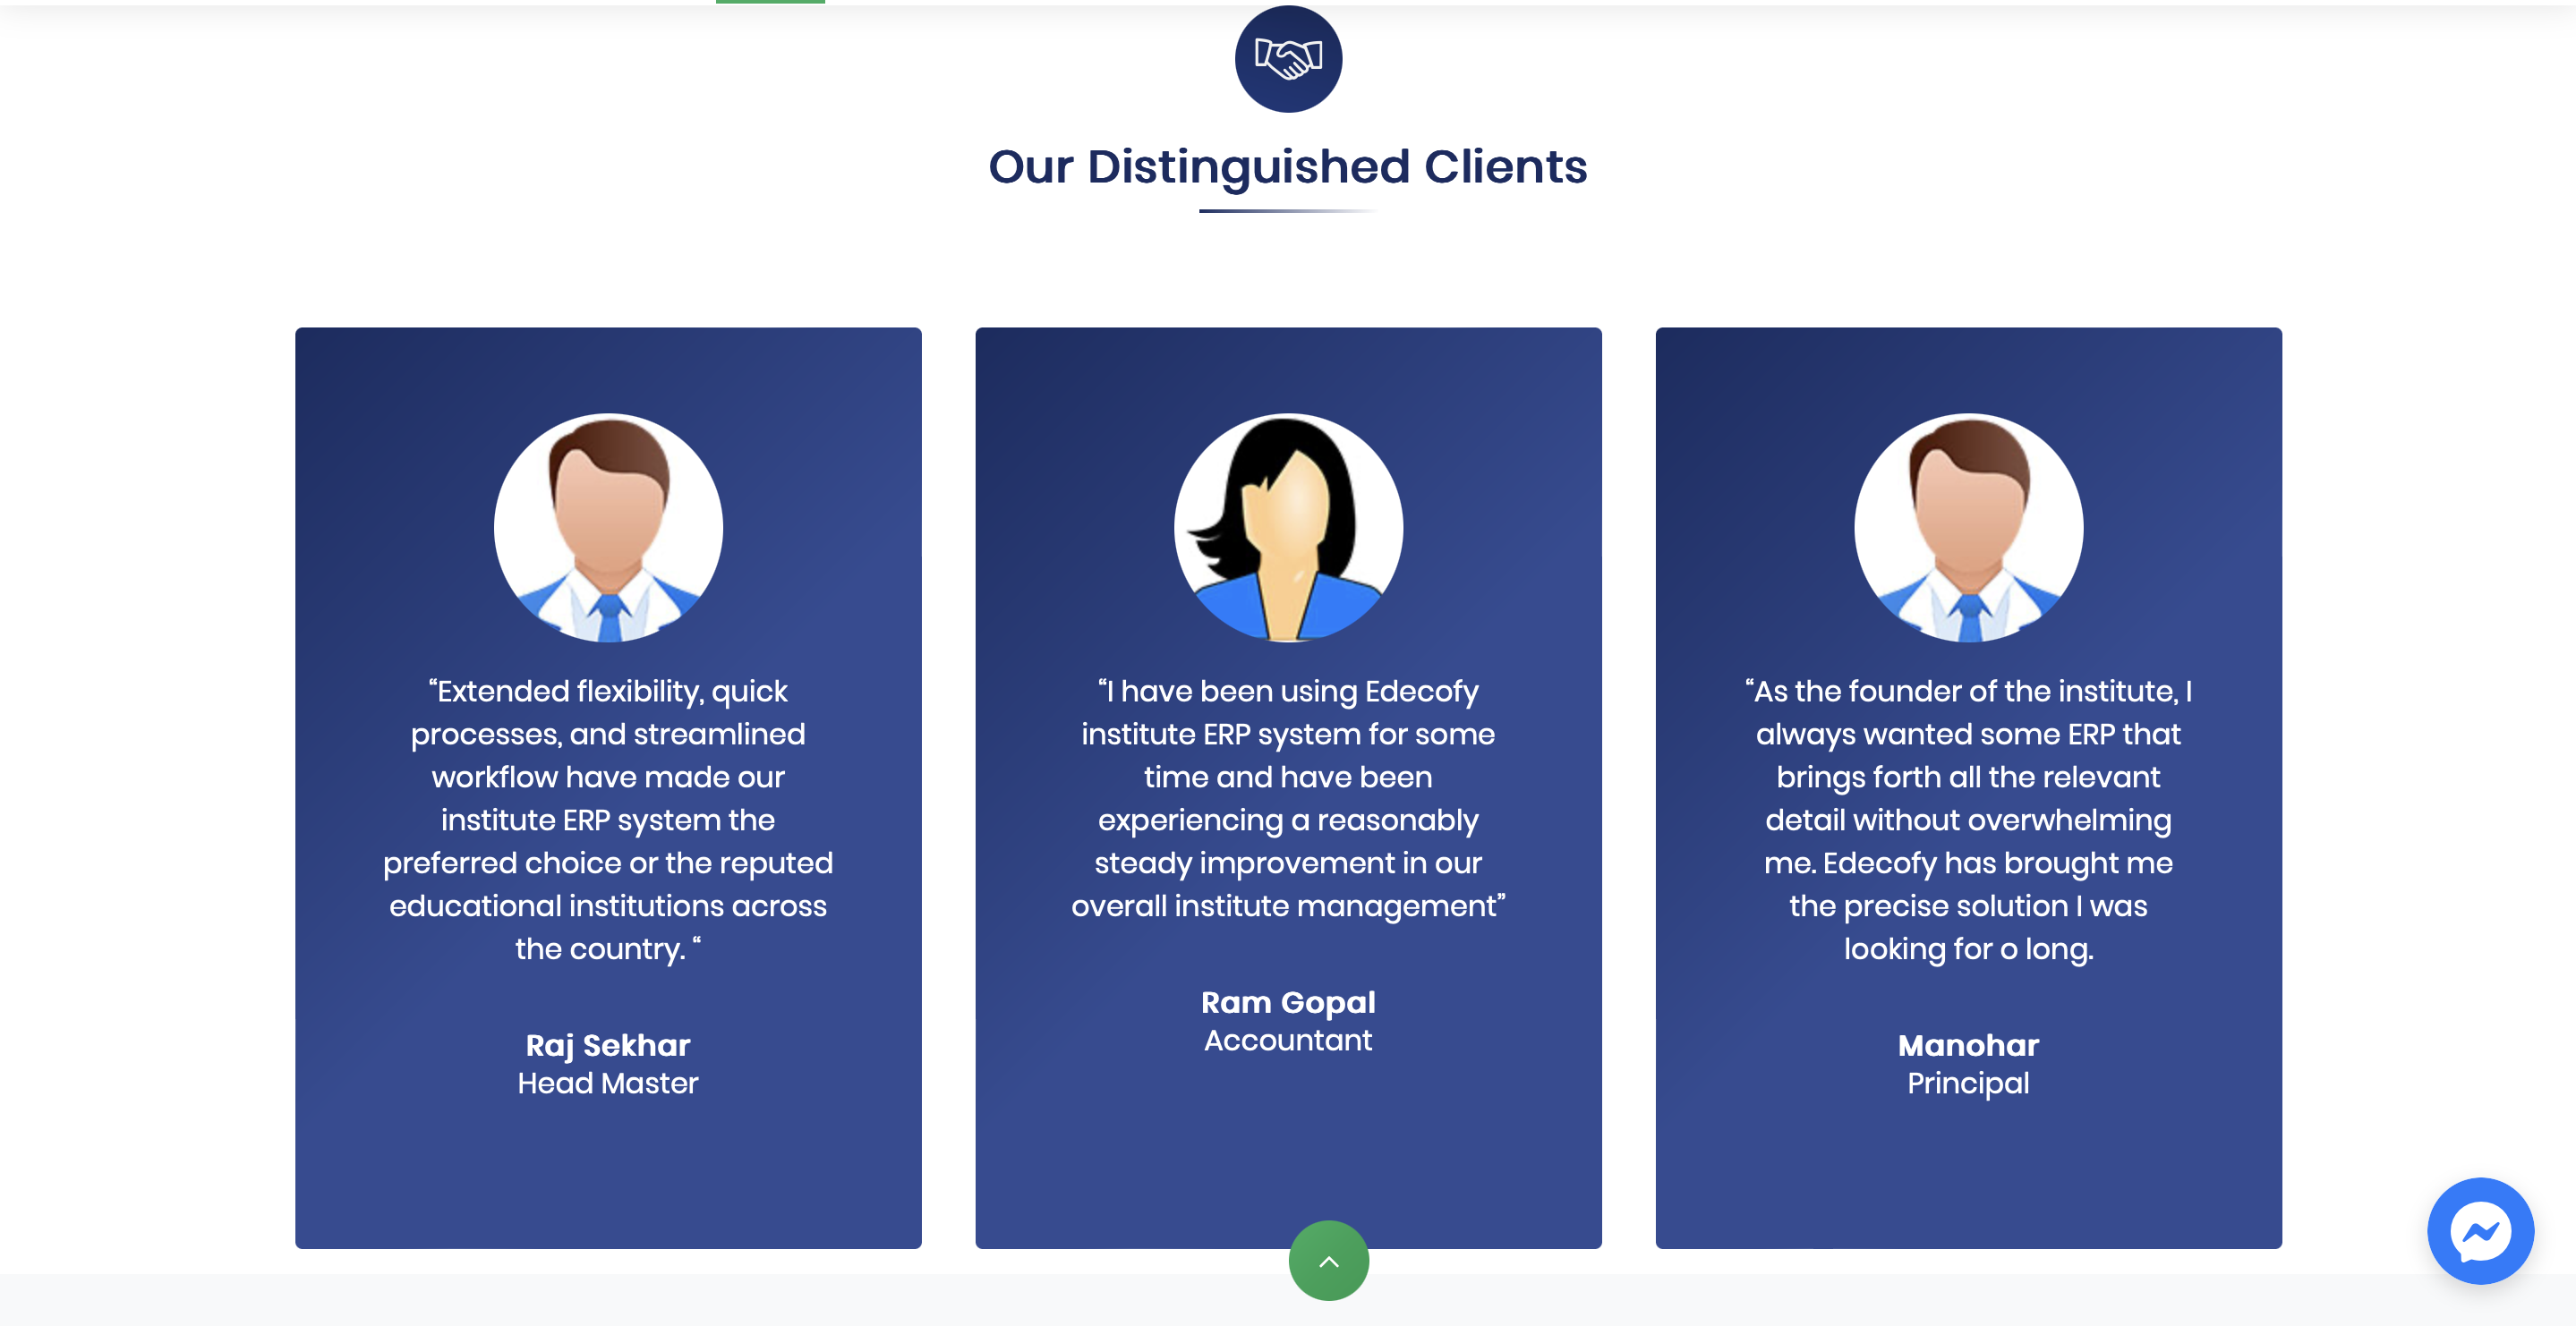 Our Distinguished Clients
“Extended flexibility, quick
processes, and streamlined
workflow have made our
institute ERP system the
preferred choice or the reputed
educational institutions across
the country. “
Raj Sekhar
Head Master
“I have been using Edecofy
institute ERP system for some
time and have been
experiencing a reasonably
steady improvement in our
overall institute management”
Ram Gopal
Accountant
“As the founder of the institute, I
always wanted some ERP that
brings forth all the relevant
detail without overwhelming
me. Edecofy has brought me
the precise solution I was
looking for o long.
Manohar
Principal